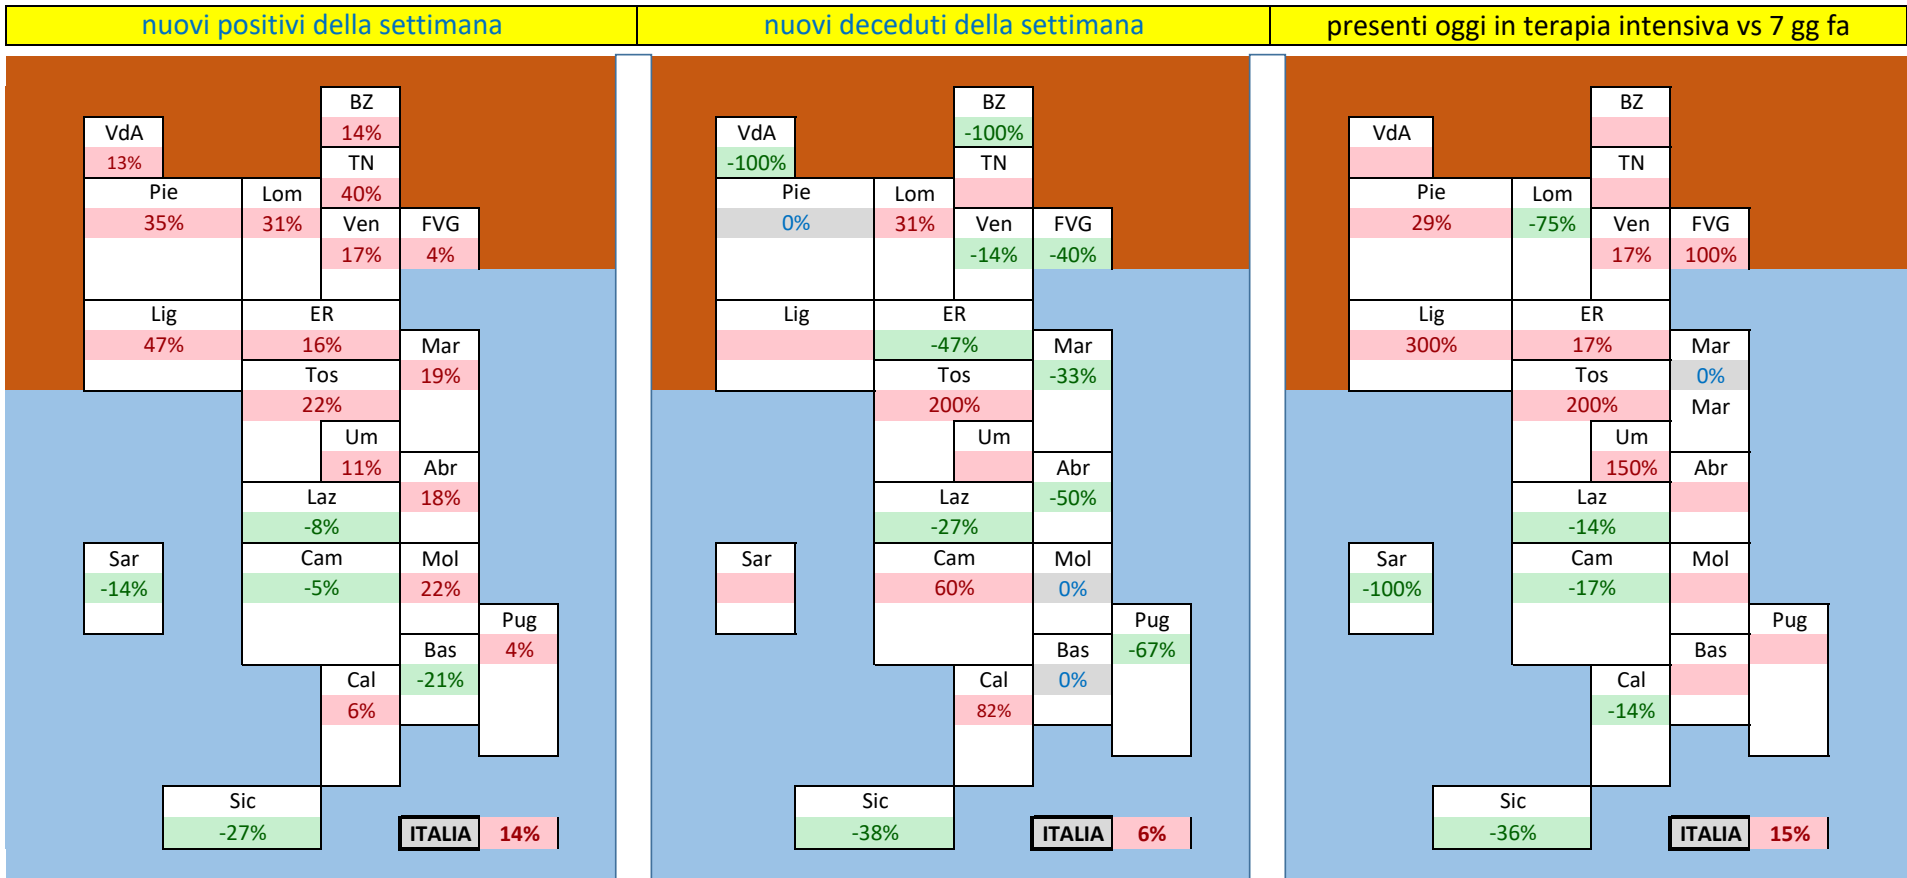 nuovi positivi della settimana
nuovi deceduti della settimana
presenti oggi in terapia intensiva vs 7 gg fa
BZ
VdA 14%
13% TN
Pie Lom 40%
35% 31% Ven FVG
17% 4%
Lig ER
47% 16% Mar
Tos 19%
22%
Um
11% Abr
Laz 18%
-8%
Sar Cam Mol
-14% -5% 22%
Pug
Bas 4%
Cal -21%
6%
Sic
-27% ITALIA 14%
BZ
VdA -100%
-100% TN
Pie Lom
0% 31% Ven FVG
-14% -40%
Lig ER
-47% Mar
Tos -33%
200%
Um
Abr
Laz -50%
-27%
Sar Cam Mol
60% 0%
Pug
Bas -67%
Cal 0%
82%
Sic
-38% ITALIA 6%
BZ
VdA
TN
Pie Lom
29% -75% Ven FVG
17% 100%
Lig ER
300% 17% Mar
Tos 0%
200% Mar
Um
150% Abr
Laz
-14%
Sar Cam Mol
-100% -17%
Pug
Bas
Cal
-14%
Sic
-36% ITALIA 15%